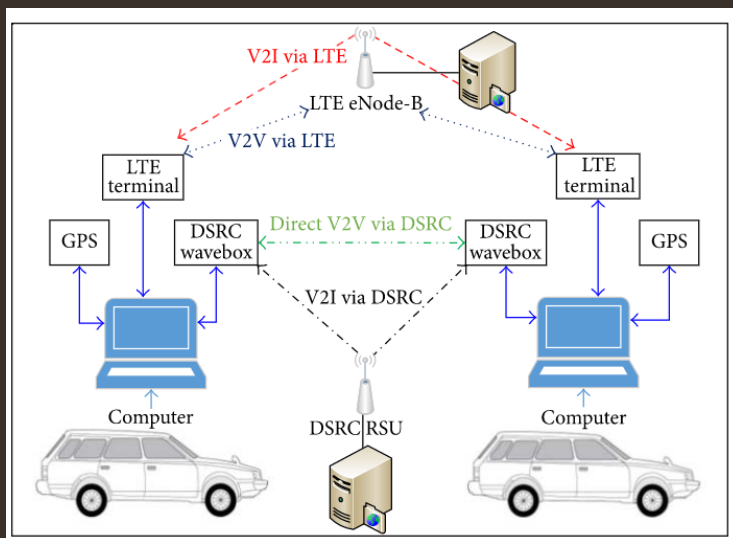 V2I via LTE
LTE eNode-B
V2V via LTE
LTE
terminal
LTE
terminal
GPS
DSRC
wavebox
Direct V2V via DSRC
DSRC
wavebox
GPS
V2I via DSRC
Computer
DSRC RSU
Computer